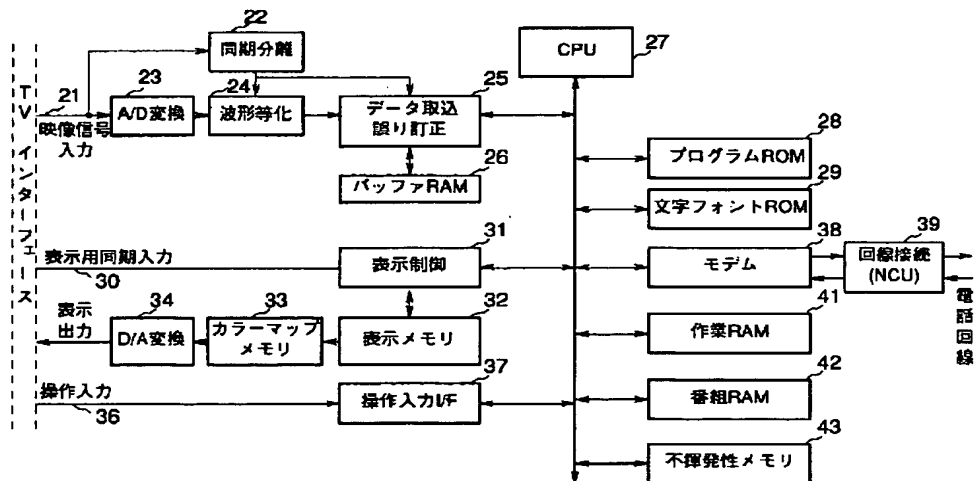 22
同期分離
CPU
27
TV インターフェース
21
映像信号
入力
23
A/D変換
24
波形等化
25
データ取込
誤り訂正
26
バッファRAM
28
プログラムROM
29
文字フォントROM
表示用同期入力
30
31
表示制御
38
モデム
39
回線接続
(NCU)
電話回線
表示
出力
34
D/A変換
33
カラーマップ
メモリ
32
表示メモリ
41
作業RAM
操作入力
36
37
操作入力I/F
42
番組RAM
43
不揮発性メモリ